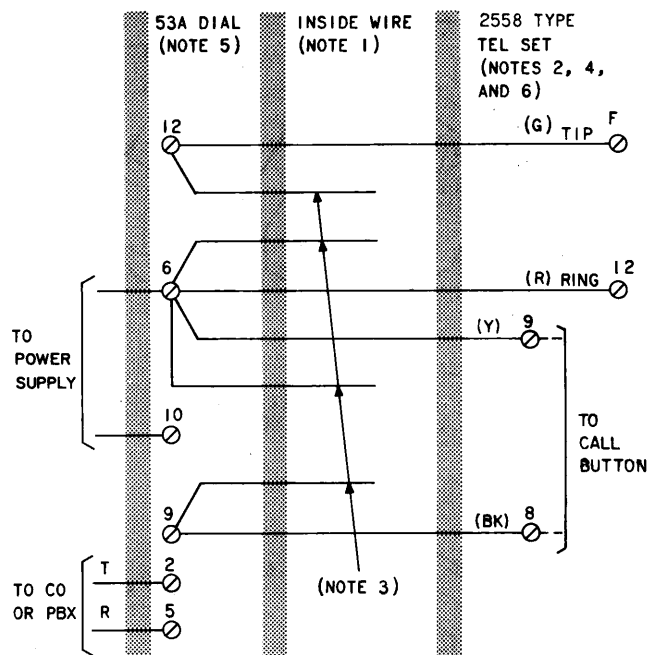 53A DIAL
(NOTE 5)
INSIDE WIRE
(NOTE 1)
2558 TYPE
TEL SET
(NOTES 2, 4,
AND 6)
12
(G) TIP F
6
(R) RING 12
(Y) 9
TO
POWER
SUPPLY
10
TO
CALL
BUTTON
9
(BK) 8
(NOTE 3)
TO CO
OR PBX
T 2
R 5